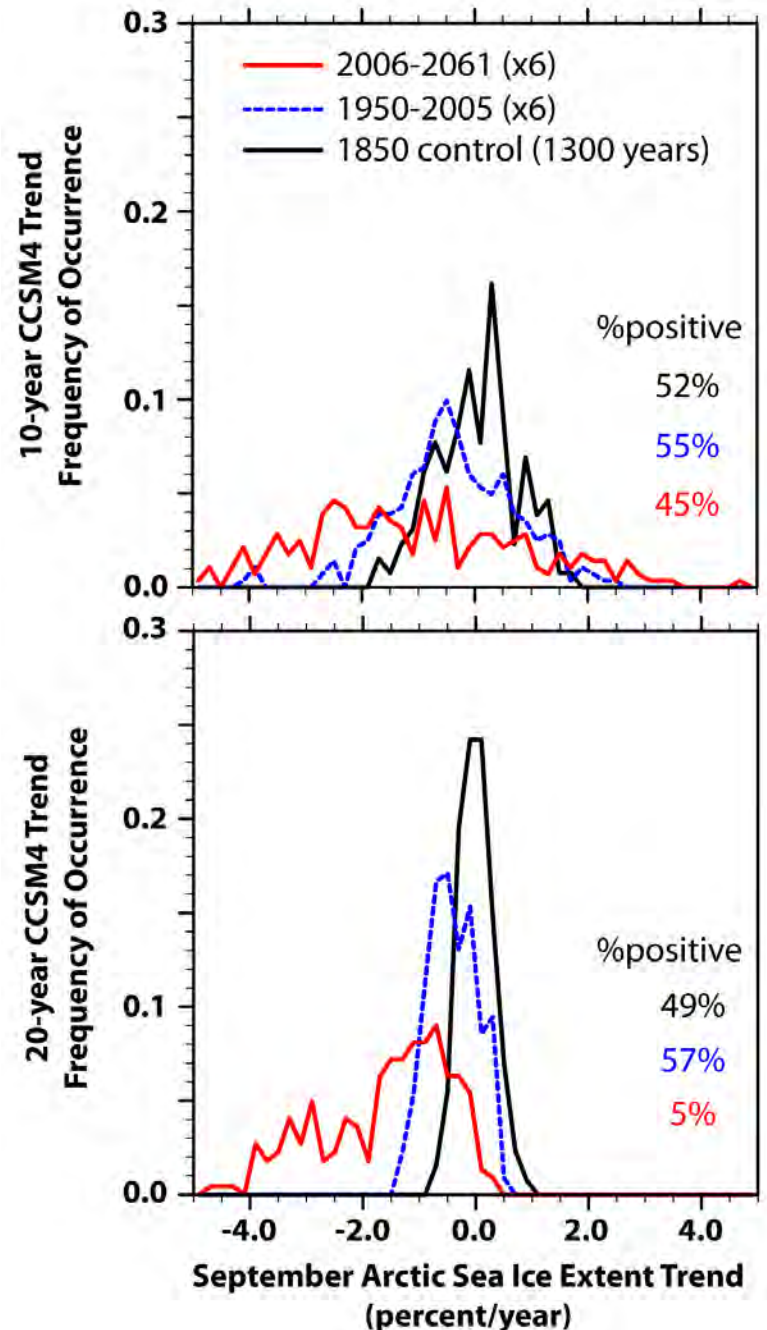 0.3
2006-2061 (x6)
1950-2005 (x6)
1850 control (1300 years)
10-year CCSM4 Trend
Frequency of Occurrence
0.2
%positive
52%
0.1
55%
45%
0.0
0.3
20-year CCSM4 Trend
Frequency of Occurrence
0.2
%positive
0.1
49%
57%
5%
0.0
-4.0 -2.0 0.0 2.0 4.0
September Arctic Sea Ice Extent Trend
(percent/year)